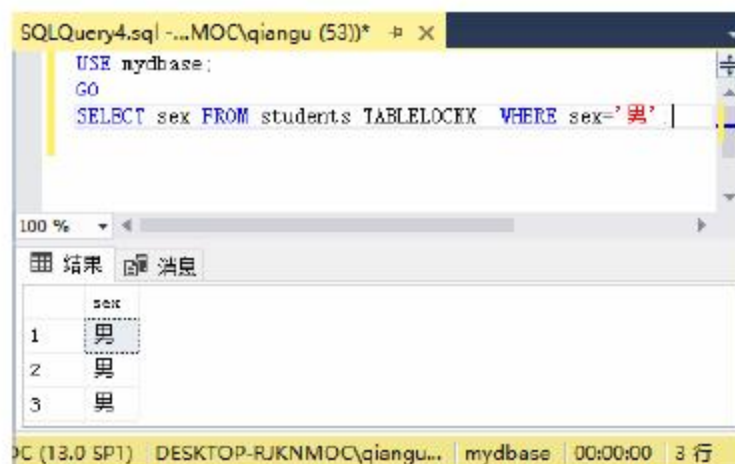 SQLQuery4.sql -...MOC\qiangu (53))*
USE mydbase;
GO
SELECT sex FROM students TABLELOCKX WHERE sex='男'
100 %
结果 消息
sex
1 男
2 男
3 男
OC (13.0 SP1) DESKTOP-RJKNMOC\qiangu... mydbase 00:00:00 3 行